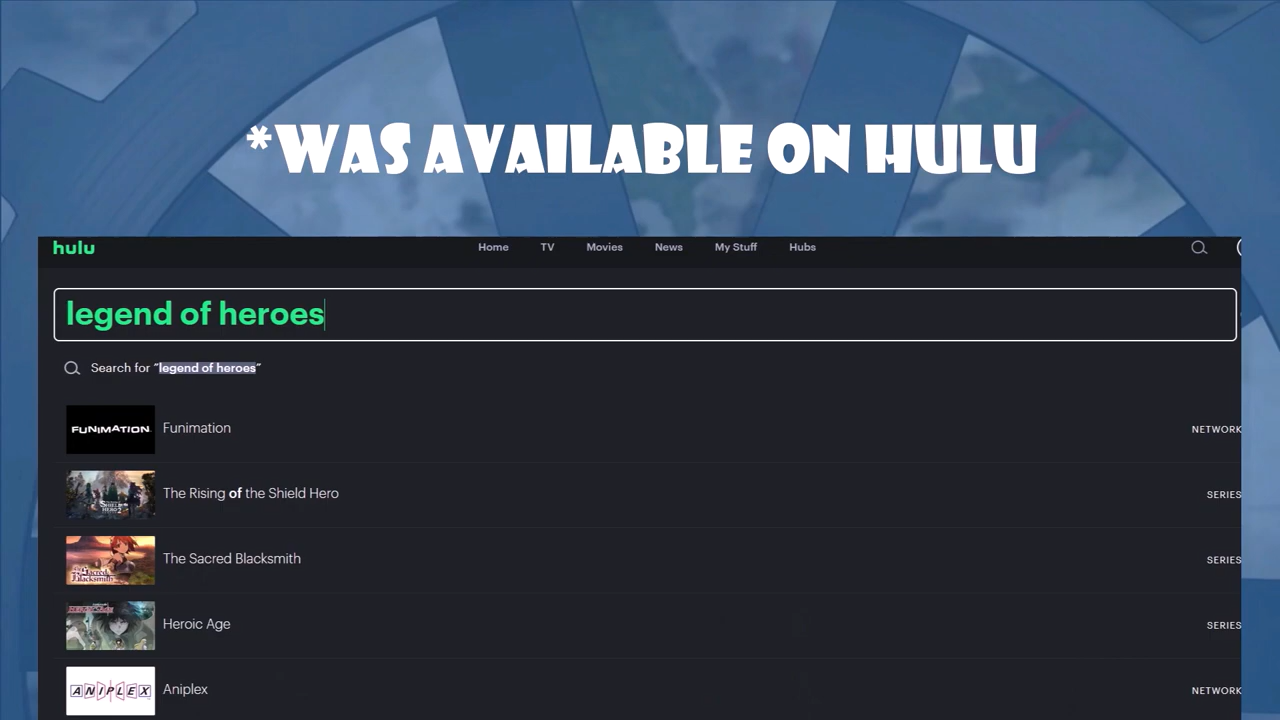 *WAS AVAILABLE ON HULU
hulu
Home TV Movies News My Stuff Hubs
legend of heroes
Search for “legend of heroes”
FUNIMATION Funimation NETWORK
The Rising of the Shield Hero SERIES
The Sacred Blacksmith SERIES
Heroic Age SERIES
ANIPLEX Aniplex NETWORK